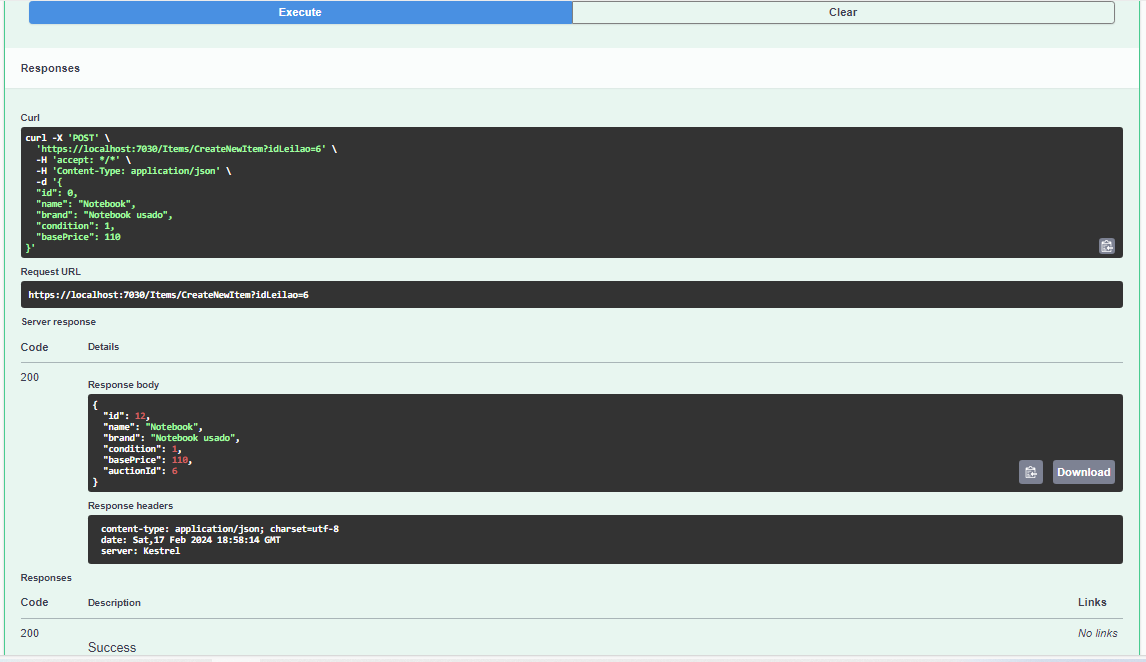 Execute
Clear
Responses
Curl
curl -X 'POST' \
'https://localhost:7030/Items/CreateNewItem?idLeilao=6' \
-H 'accept: */*' \
-H 'Content-Type: application/json' \
-d '{
"id": 0,
"name": "Notebook",
"brand": "Notebook usado",
"condition": 1,
"basePrice": 110
}'
Request URL
https://localhost:7030/Items/CreateNewItem?idLeilao=6
Server response
Code Details
200
Response body
{
"id": 12,
"name": "Notebook",
"brand": "Notebook usado",
"condition": 1,
"basePrice": 110,
"auctionId": 6
}
Download
Response headers
content-type: application/json; charset=utf-8
date: Sat,17 Feb 2024 18:58:14 GMT
server: Kestrel
Responses
Code Description Links
200 No links
Success